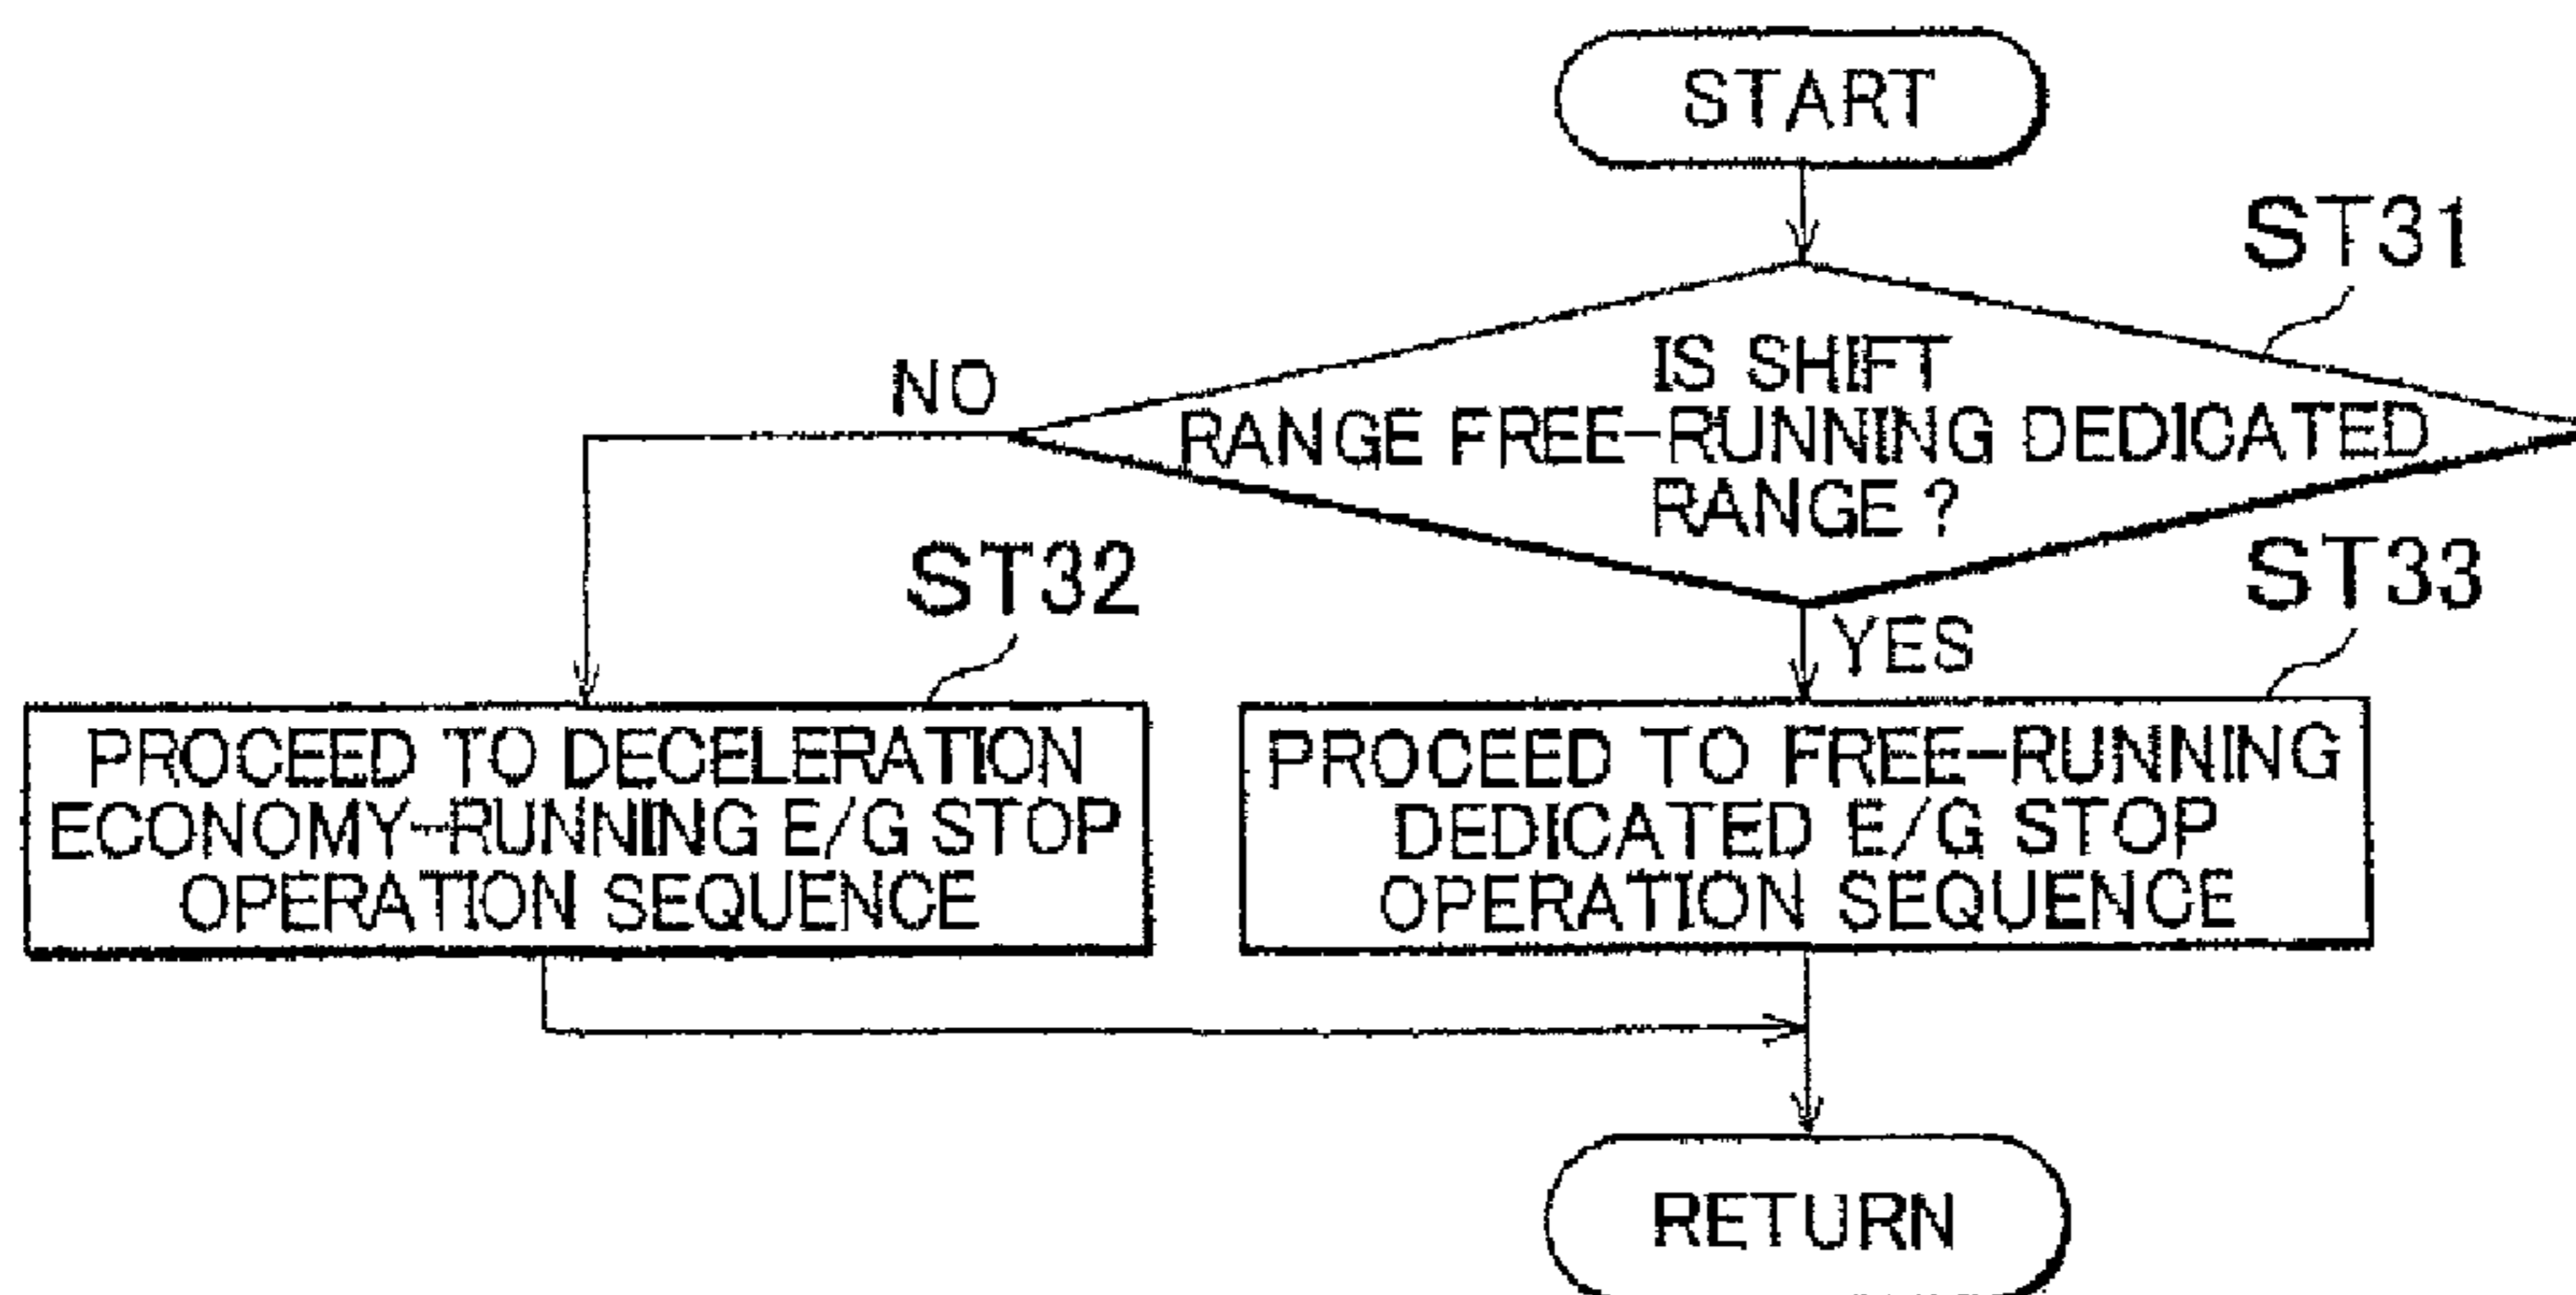 START
ST31
IS SHIFT
RANGE FREE-RUNNING DEDICATED
RANGE ?
NO
YES
ST32
PROCEED TO DECELERATION
ECONOMY-RUNNING E/G STOP
OPERATION SEQUENCE
ST33
PROCEED TO FREE-RUNNING
DEDICATED E/G STOP
OPERATION SEQUENCE
RETURN